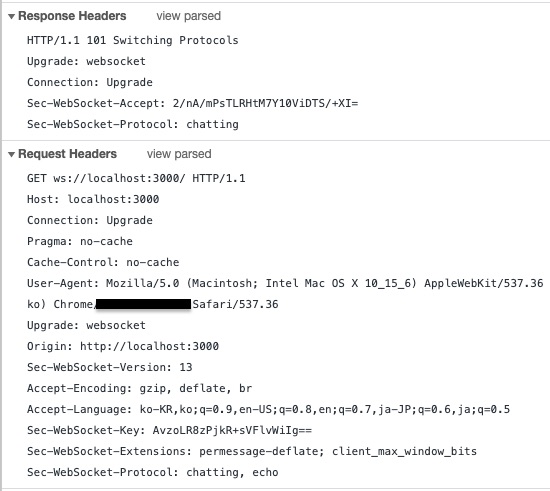 Response Headers view parsed
HTTP/1.1 101 Switching Protocols
Upgrade: websocket
Connection: Upgrade
Sec-WebSocket-Accept: 2/nA/mPsTLRHtM7Y10ViDTS/+XI=
Sec-WebSocket-Protocol: chatting
Request Headers view parsed
GET ws://localhost:3000/ HTTP/1.1
Host: localhost:3000
Connection: Upgrade
Pragma: no-cache
Cache-Control: no-cache
User-Agent: Mozilla/5.0 (Macintosh; Intel Mac OS X 10_15_6) AppleWebKit/537.36
ko) Chrome/ Safari/537.36
Upgrade: websocket
Origin: http://localhost:3000
Sec-WebSocket-Version: 13
Accept-Encoding: gzip, deflate, br
Accept-Language: ko-KR,ko;q=0.9,en-US;q=0.8,en;q=0.7,ja-JP;q=0.6,ja;q=0.5
Sec-WebSocket-Key: AvzoLR8zPjkR+sVFlvWiIg==
Sec-WebSocket-Extensions: permessage-deflate; client_max_window_bits
Sec-WebSocket-Protocol: chatting, echo